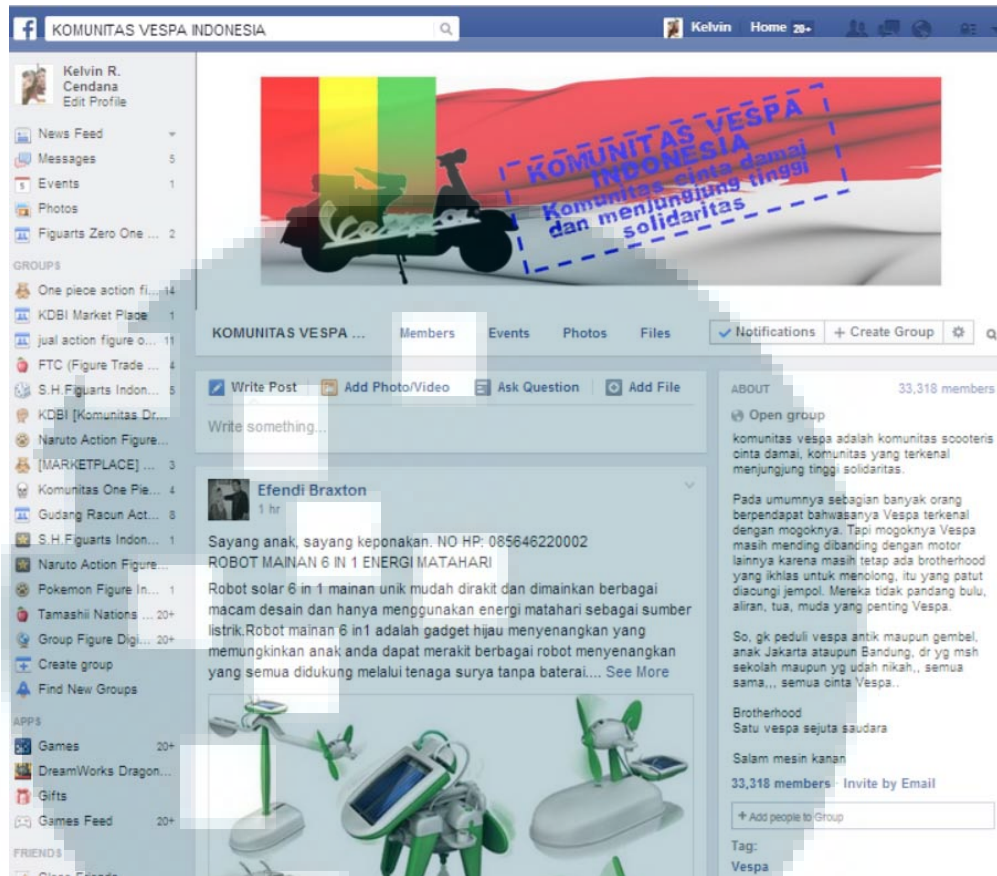 KOMUNITAS VESPA INDONESIA
Kelvin
Home 20+
Kelvin R.
Cendana
Edit Profile
News Feed
Messages 5
Events 1
Photos
Figuarts Zero One ... 2
GROUPS
One piece action fi... 14
KDBI Market Place 1
jual action figure o... 11
FTC (Figure Trade ... 4
S.H.Figuarts Indon... 5
KDBI [Komunitas Dr...
Naruto Action Figure...
[MARKETPLACE] ... 3
Komunitas One Pie... 4
Gudang Racun Act... 8
S.H.Figuarts Indon... 1
Naruto Action Figure...
Pokemon Figure In... 1
Tamashii Nations ... 20+
Group Figure Digi... 20+
Create group
Find New Groups
APPS
Games 20+
DreamWorks Dragon...
Gifts
Games Feed 20+
FRIENDS
Close Friends
Vespa
KOMUNITAS VESPA
INDONESIA
Komunitas cinta damai
dan menjungjung tinggi
solidaritas
KOMUNITAS VESPA ... Members Events Photos Files
Notifications + Create Group
Write Post Add Photo/Video Ask Question Add File
Write something...
Efendi Braxton
1 hr
Sayang anak, sayang keponakan. NO HP: 085646220002
ROBOT MAINAN 6 IN 1 ENERGI MATAHARI
Robot solar 6 in 1 mainan unik mudah dirakit dan dimainkan berbagai
macam desain dan hanya menggunakan energi matahari sebagai sumber
listrik.Robot mainan 6 in1 adalah gadget hijau menyenangkan yang
memungkinkan anak anda dapat merakit berbagai robot menyenangkan
yang semua didukung melalui tenaga surya tanpa baterai.... See More
ABOUT 33,318 members
Open group
komunitas vespa adalah komunitas scooteris
cinta damai, komunitas yang terkenal
menjungjung tinggi solidaritas.
Pada umumnya sebagian banyak orang
berpendapat bahwasanya Vespa terkenal
dengan mogoknya. Tapi mogoknya Vespa
masih mending dibanding dengan motor
lainnya karena masih tetap ada brotherhood
yang ikhlas untuk menolong, itu yang patut
diacungi jempol. Mereka tidak pandang bulu,
aliran, tua, muda yang penting Vespa.
So, gk peduli vespa antik maupun gembel,
anak Jakarta ataupun Bandung, dr yg msh
sekolah maupun yg udah nikah,, semua
sama,,, semua cinta Vespa..
Brotherhood
Satu vespa sejuta saudara
Salam mesin kanan
33,318 members · Invite by Email
+ Add people to Group
Tag:
Vespa